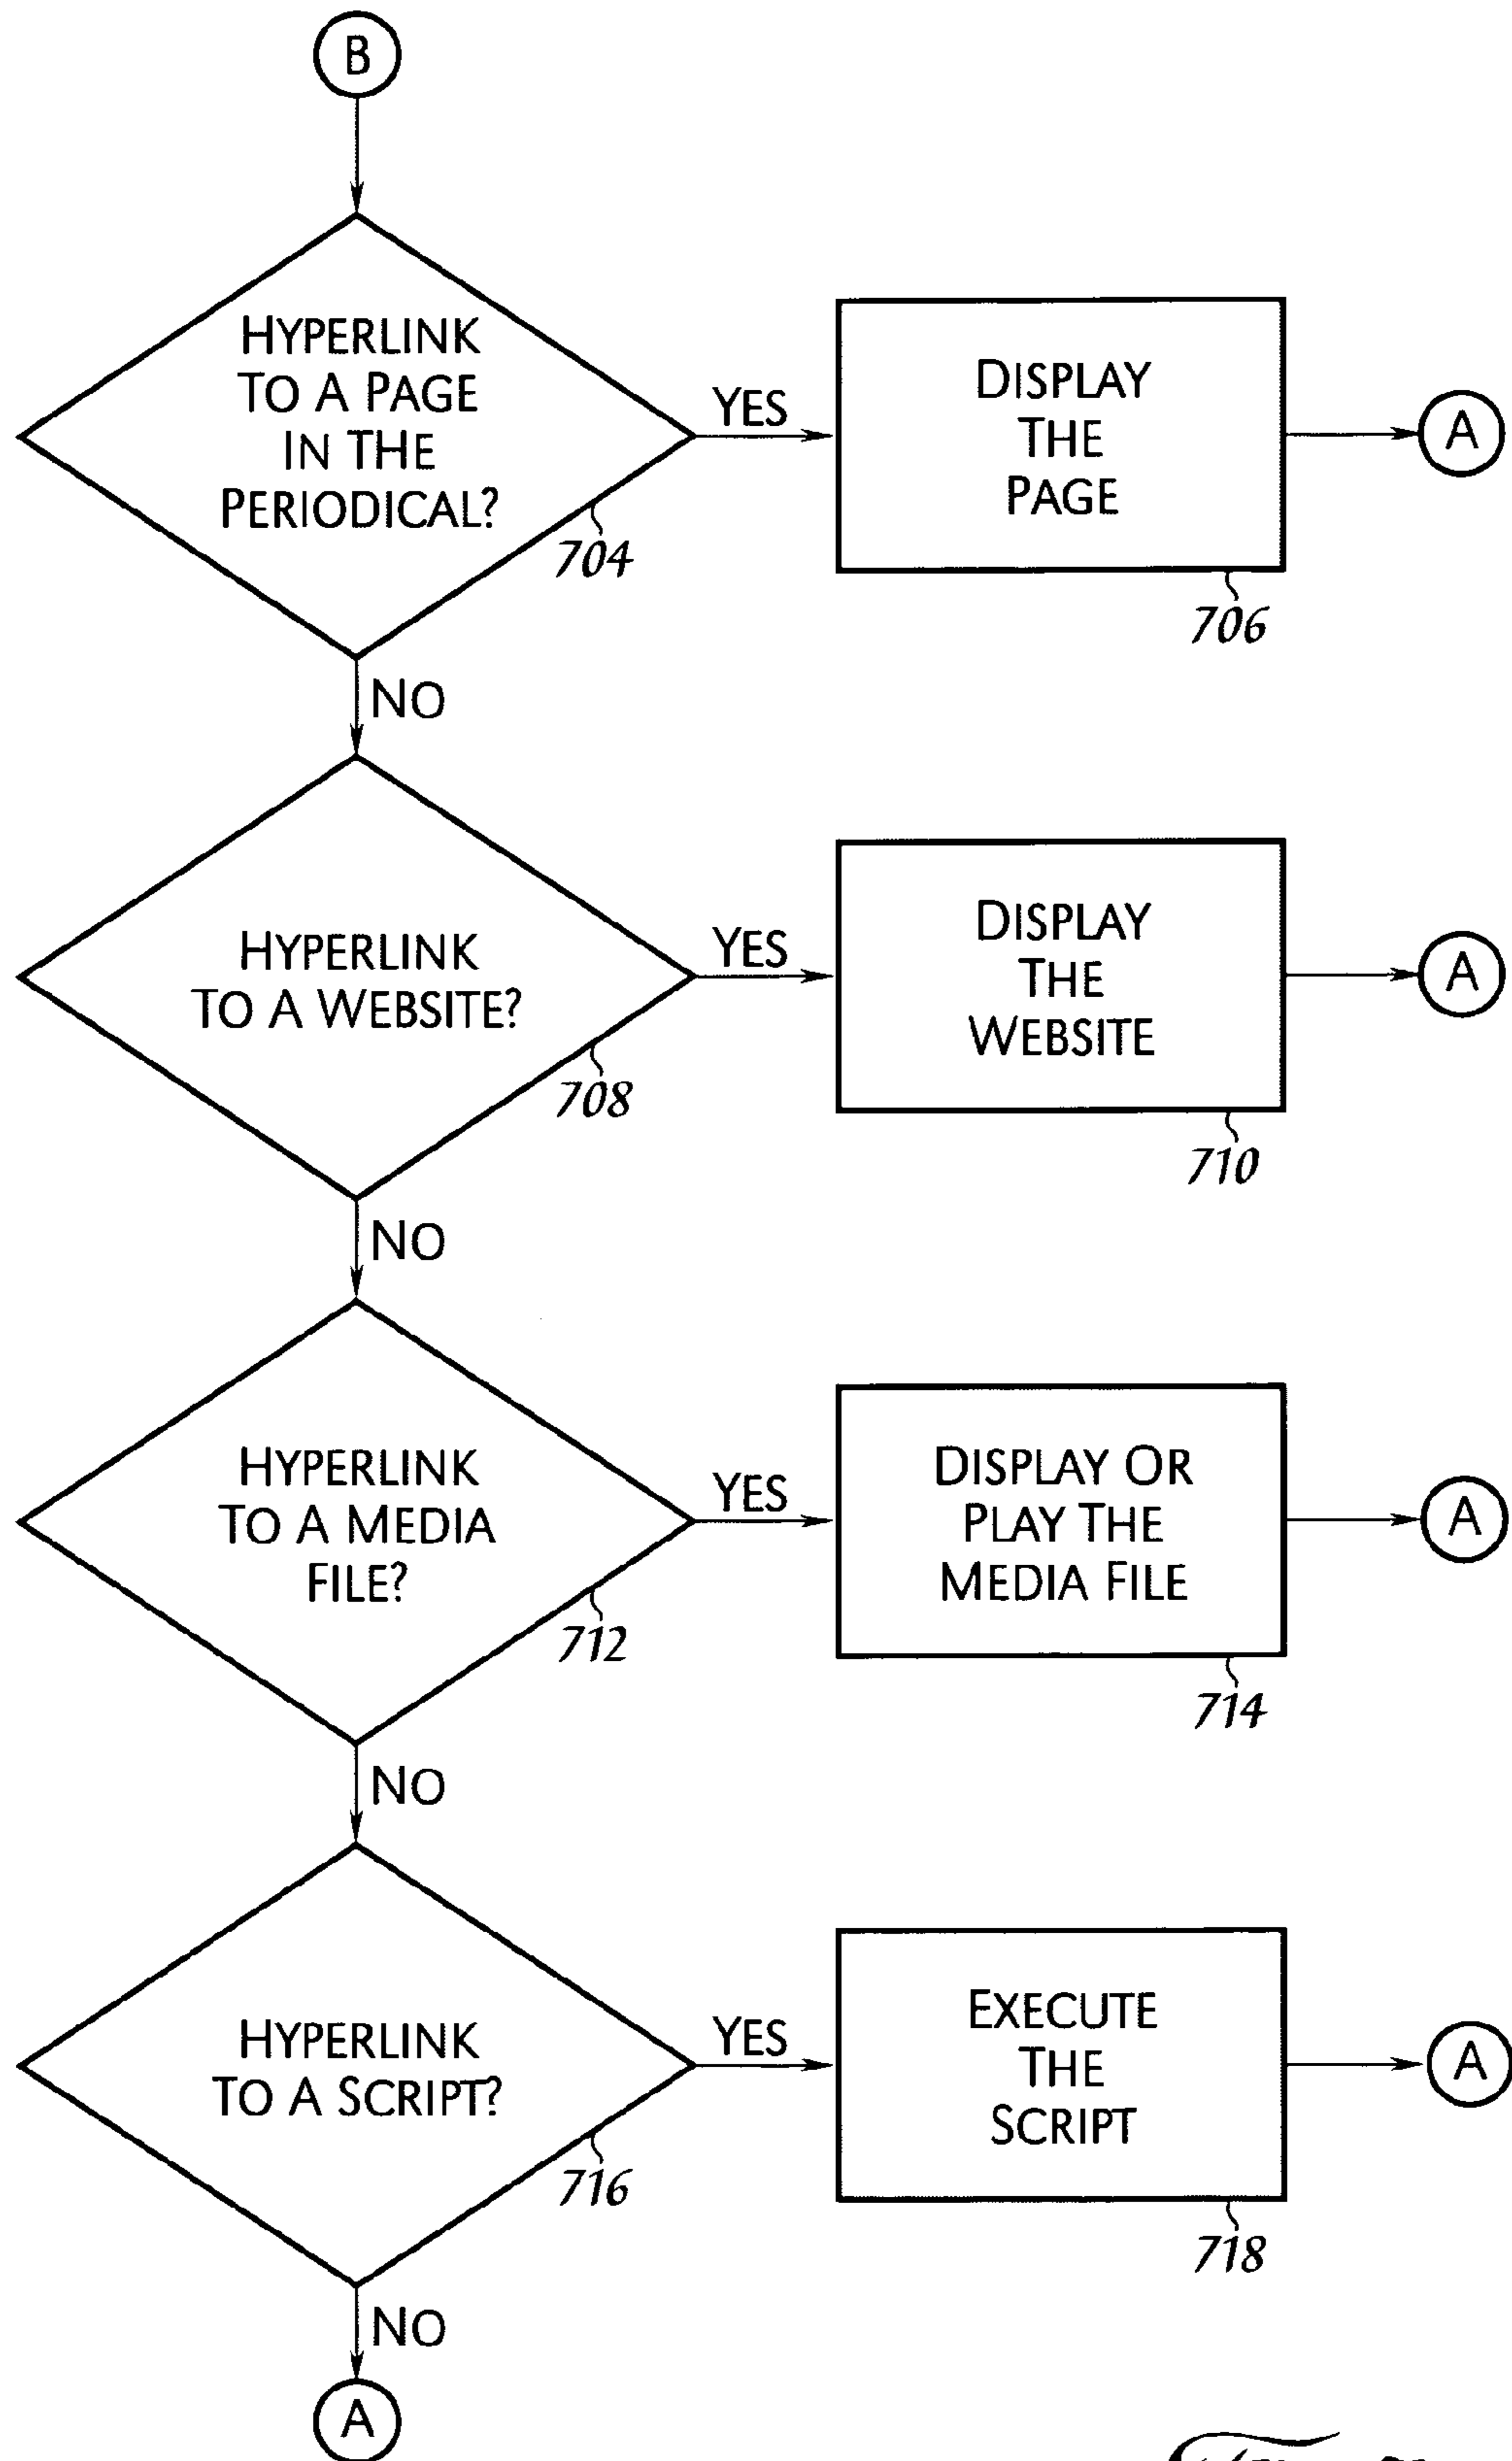 B
HYPERLINK
TO A PAGE
IN THE
PERIODICAL?
704
YES
DISPLAY
THE
PAGE
706
A
NO
HYPERLINK
TO A WEBSITE?
708
YES
DISPLAY
THE
WEBSITE
710
A
NO
HYPERLINK
TO A MEDIA
FILE?
712
YES
DISPLAY OR
PLAY THE
MEDIA FILE
714
A
NO
HYPERLINK
TO A SCRIPT?
716
YES
EXECUTE
THE
SCRIPT
718
A
NO
A